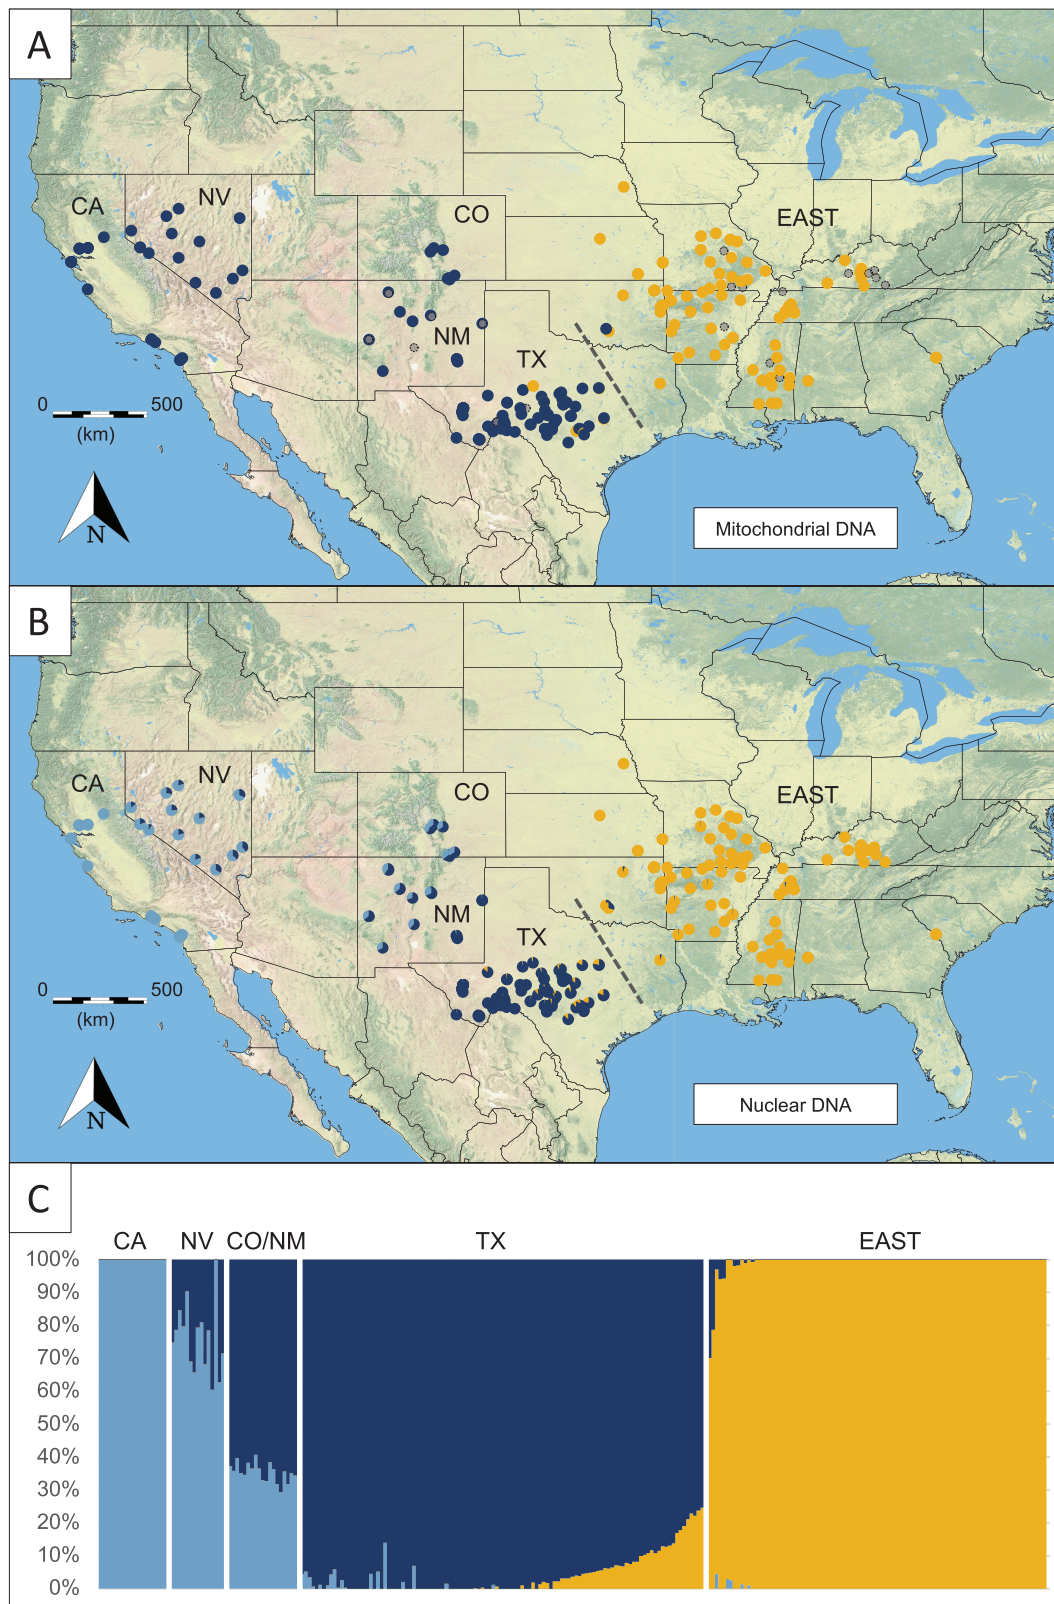 A
CA
NV
CO
EAST
NM
TX
0
500
(km)
N
Mitochondrial DNA
B
CA
NV
CO
EAST
NM
TX
0
500
(km)
N
Nuclear DNA
C
CA NV CO/NM TX EAST
100%
90%
80%
70%
60%
50%
40%
30%
20%
10%
0%